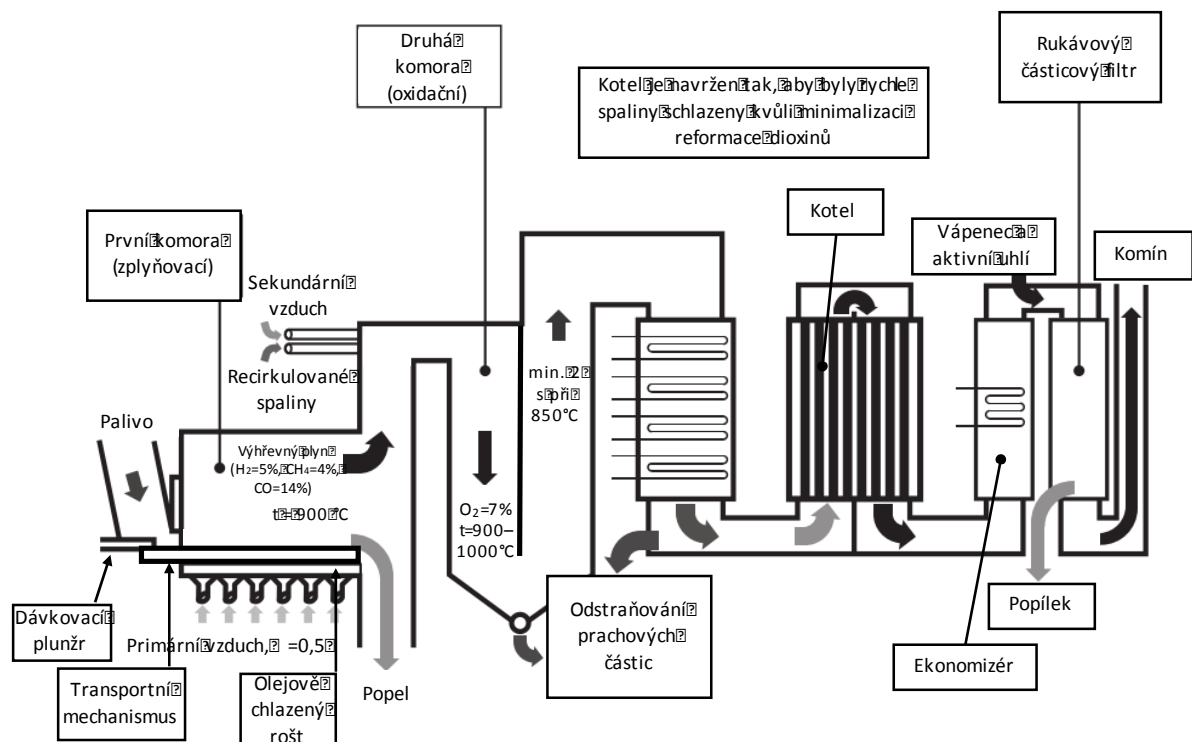 Druhá
komora
(oxidační)
Rukávový
částicový filtr
Kotel je navržen tak, aby byly rychle
spaliny schlazeny kvůli minimalizaci
reformace dioxinů
Kotel
První komora
(zplyňovací)
Vápenec a
aktivní uhlí
Komín
Sekundární
vzduch
Recirkulované
spaliny
min. 2
s při
850°C
Palivo
Výhřevný plyn
(H₂=5%, CH₄=4%,
CO=14%)
t = 900 °C
O₂=7%
t=900–
1000°C
Dávkovací
plunžr
Primární vzduch, =0,5
Odstraňování
prachových
částic
Popílek
Ekonomizér
Transportní
mechanismus
Olejově
chlazený
rošt
Popel